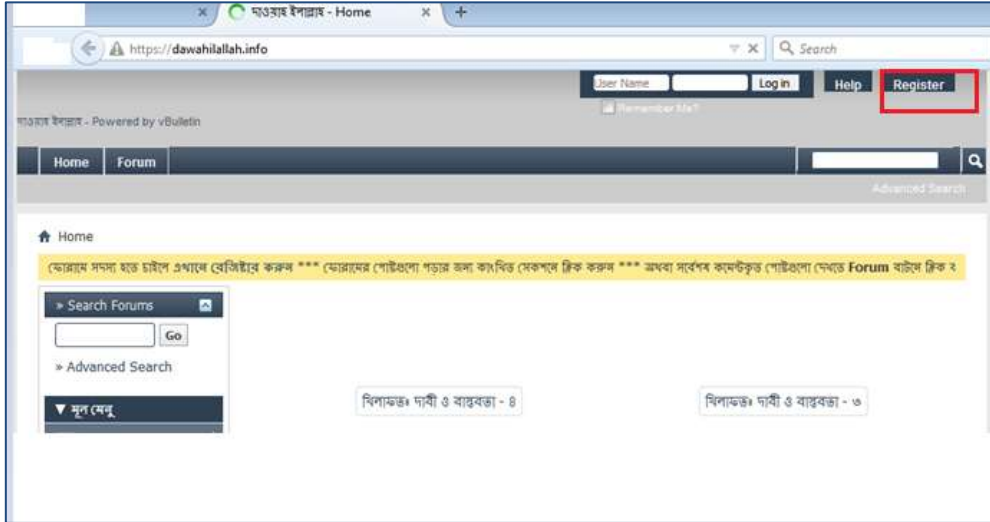 দাওয়াহ ইলাল্লাহ - Home
https://dawahilallah.info
Search
User Name
Log in
Help
Register
Remember Me?
দাওয়াহ ইলাল্লাহ - Powered by vBulletin
Home
Forum
Advanced Search
Home
ফোরামে সদস্য হতে চাইলে এখানে রেজিষ্টার করুন *** ফোরামের পোষ্টগুলো পড়ার জন্য কাংখিত সেকশনে ক্লিক করুন *** অথবা সর্বশেষ কমেন্টকৃত পোষ্টগুলো দেখতে Forum বাটনে ক্লিক ক
» Search Forums
Go
» Advanced Search
▼ মূল মেনু
খিলাফতঃ দাবী ও বাস্তবতা - ৪
খিলাফতঃ দাবী ও বাস্তবতা - ৩